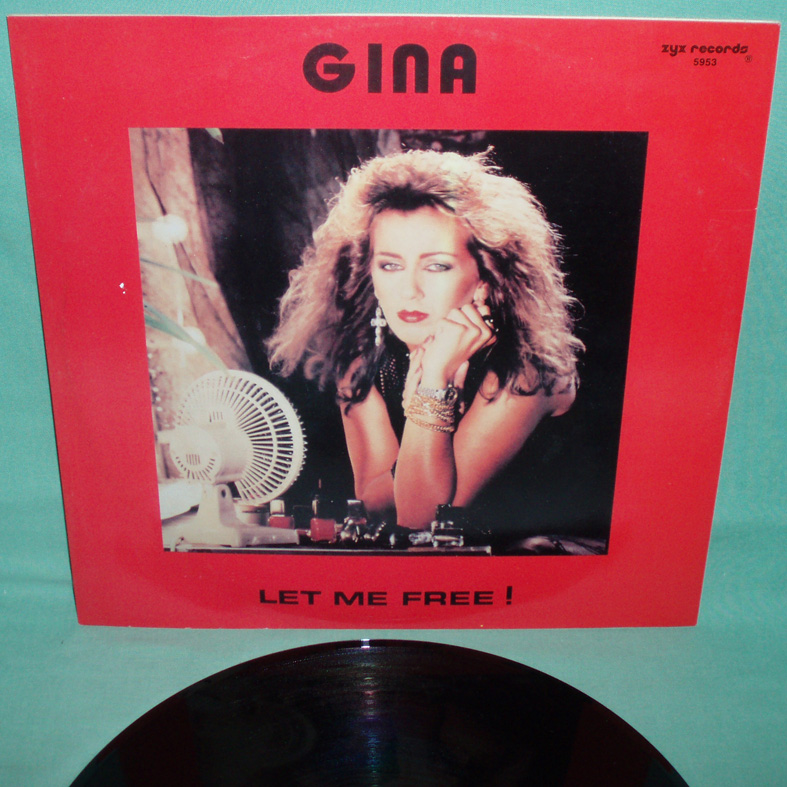 GINA
zyx records
5953
®
LET ME FREE !